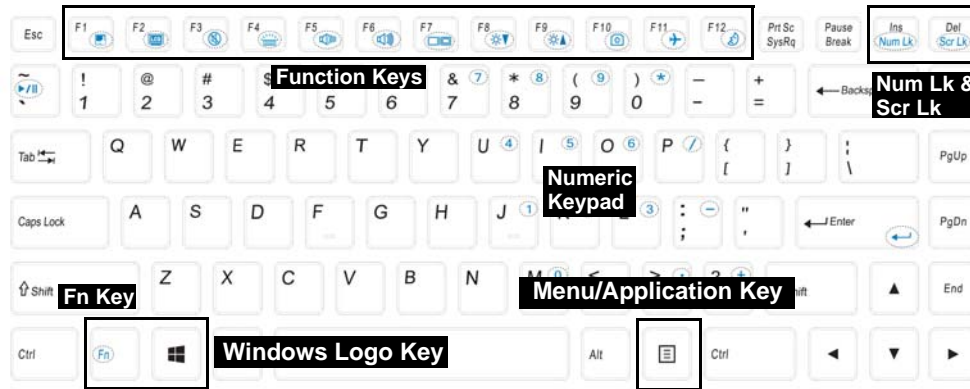 Esc F1 F2 F3 F4 F5 F6 F7 F8 F9 F10 F11 F12 Prt Sc Pause Ins Del
SysRq Break Num Lk Scr Lk
~ ! @ # $ Function Keys & 7 * 8 ( 9 ) * — + Num Lk &
` 1 2 3 4 5 6 7 8 9 0 - = Scr Lk
Tab Q W E R T Y U 4 I 5 O 6 P / { } ¦ PgUp
[ ] \
Numeric
Keypad
Caps Lock A S D F G H J 1 3 : - " Enter PgDn
; '
Shift Z X C V B N End
Fn Key Menu/Application Key
Ctrl Fn Windows Logo Key Alt Ctrl